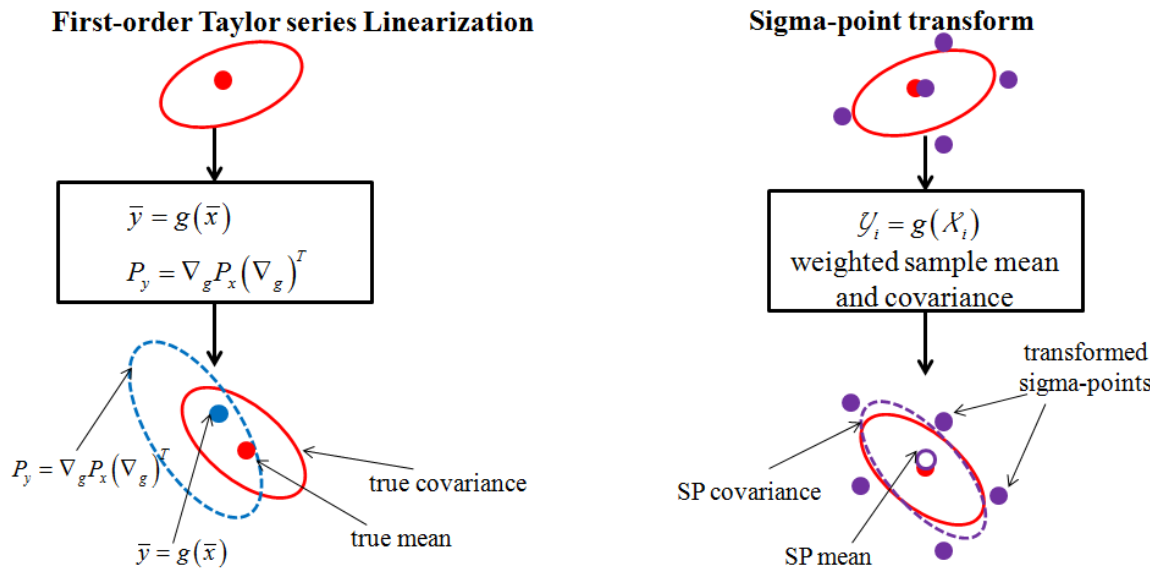 First-order Taylor series Linearization
ȳ = g(x̄)
P_y = ∇_g P_x (∇_g)^T
P_y = ∇_g P_x (∇_g)^T
true covariance
true mean
ȳ = g(x̄)
Sigma-point transform
𝒴_i = g(𝒳_i)
weighted sample mean
and covariance
transformed
sigma-points
SP covariance
SP mean